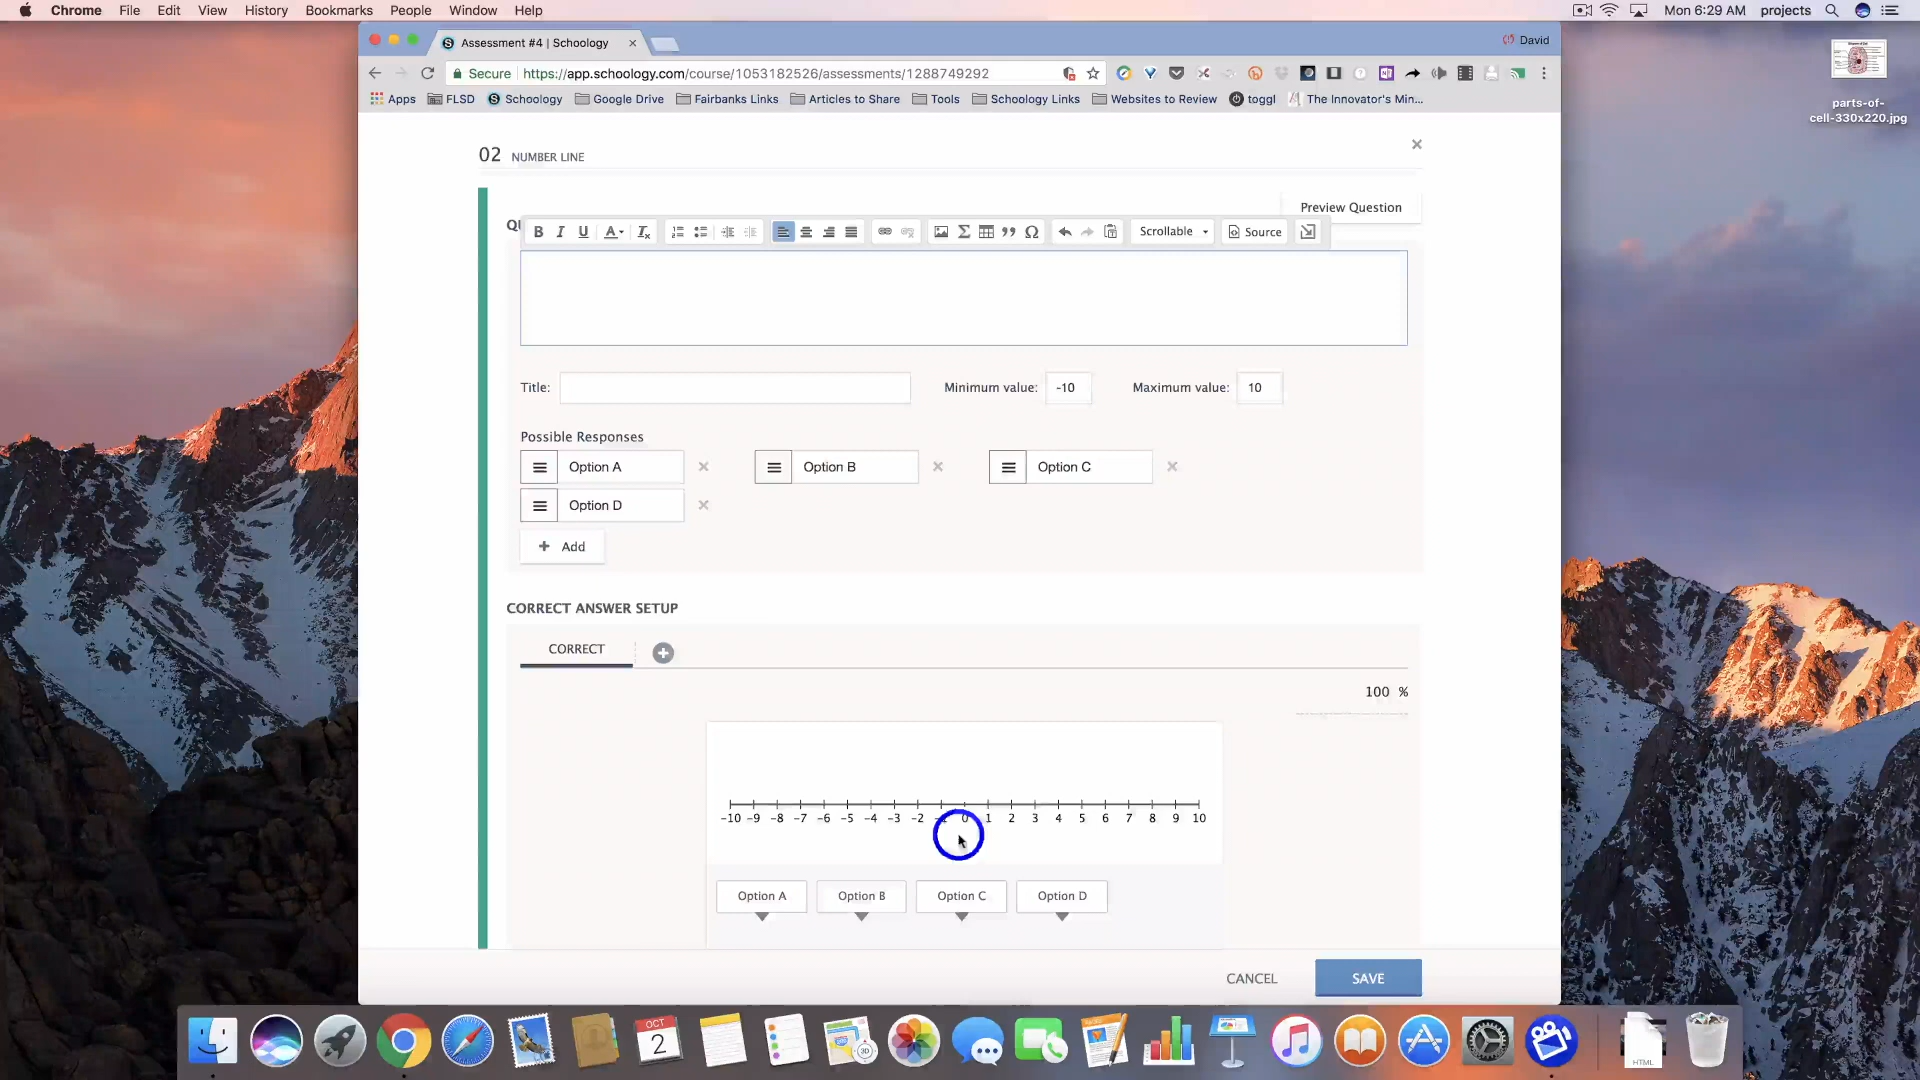 Chrome File Edit View History Bookmarks People Window Help
Mon 6:29 AM projects
Assessment #4 | Schoology
David
Secure https://app.schoology.com/course/1053182526/assessments/1288749292
Apps FLSD Schoology Google Drive Fairbanks Links Articles to Share Tools Schoology Links Websites to Review toggl The Innovator's Min...
parts-of-
cell-330x220.jpg
02 NUMBER LINE
Preview Question
B I U A Scrollable Source
Title: Minimum value: -10 Maximum value: 10
Possible Responses
Option A Option B Option C
Option D
Add
CORRECT ANSWER SETUP
CORRECT
100 %
-10 -9 -8 -7 -6 -5 -4 -3 -2 0 1 2 3 4 5 6 7 8 9 10
Option A Option B Option C Option D
CANCEL SAVE
OCT
2
3D
HTML